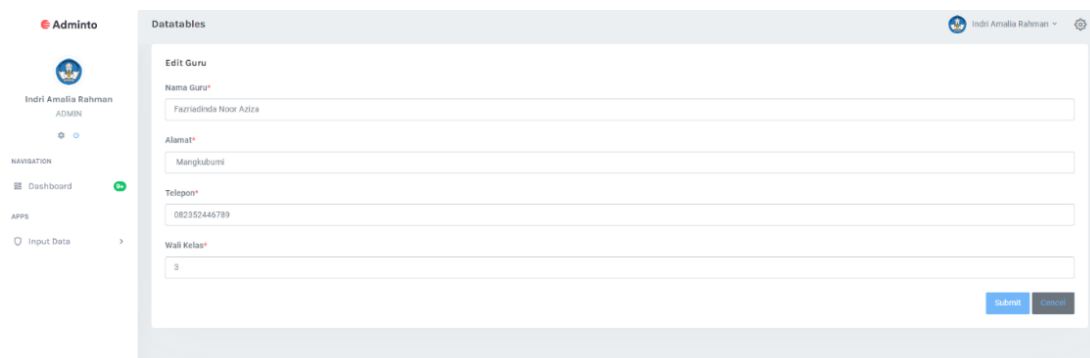 Adminto
Datatables
Indri Amalia Rahman
Indri Amalia Rahman
ADMIN
NAVIGATION
Dashboard
9+
APPS
Input Data
Edit Guru
Nama Guru*
Fazriadinda Noor Aziza
Alamat*
Mangkubumi
Telepon*
082352446789
Wali Kelas*
3
Submit
Cancel